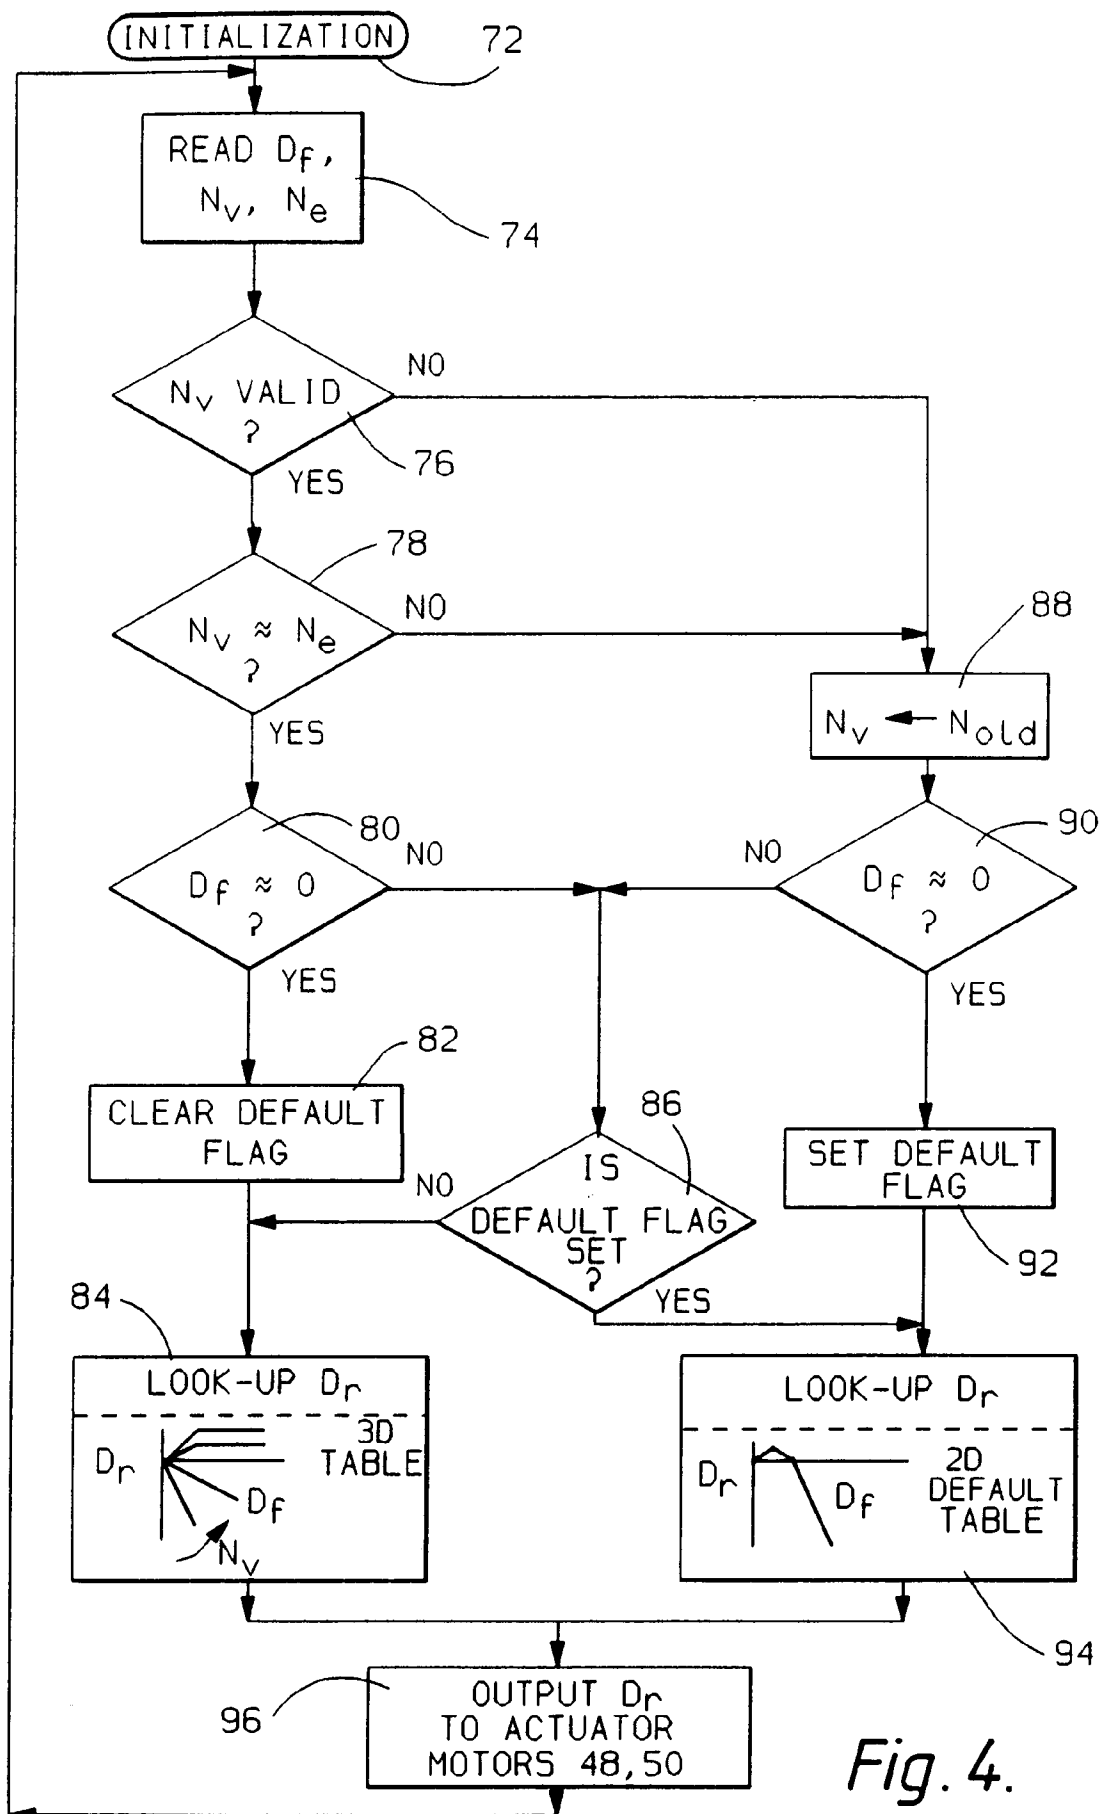 INITIALIZATION
72
READ Df,
Nv, Ne
74
Nv VALID
?
NO
76
YES
78
Nv ≈ Ne
?
NO
YES
88
Nv ← Nold
80
Df ≈ 0
?
NO
YES
90
NO
Df ≈ 0
?
YES
82
CLEAR DEFAULT
FLAG
86
IS
DEFAULT FLAG
SET
?
NO
YES
SET DEFAULT
FLAG
92
84
LOOK-UP Dr
3D
TABLE
Dr
Df
Nv
LOOK-UP Dr
Dr
Df
2D
DEFAULT
TABLE
94
96
OUTPUT Dr
TO ACTUATOR
MOTORS 48,50
Fig. 4.